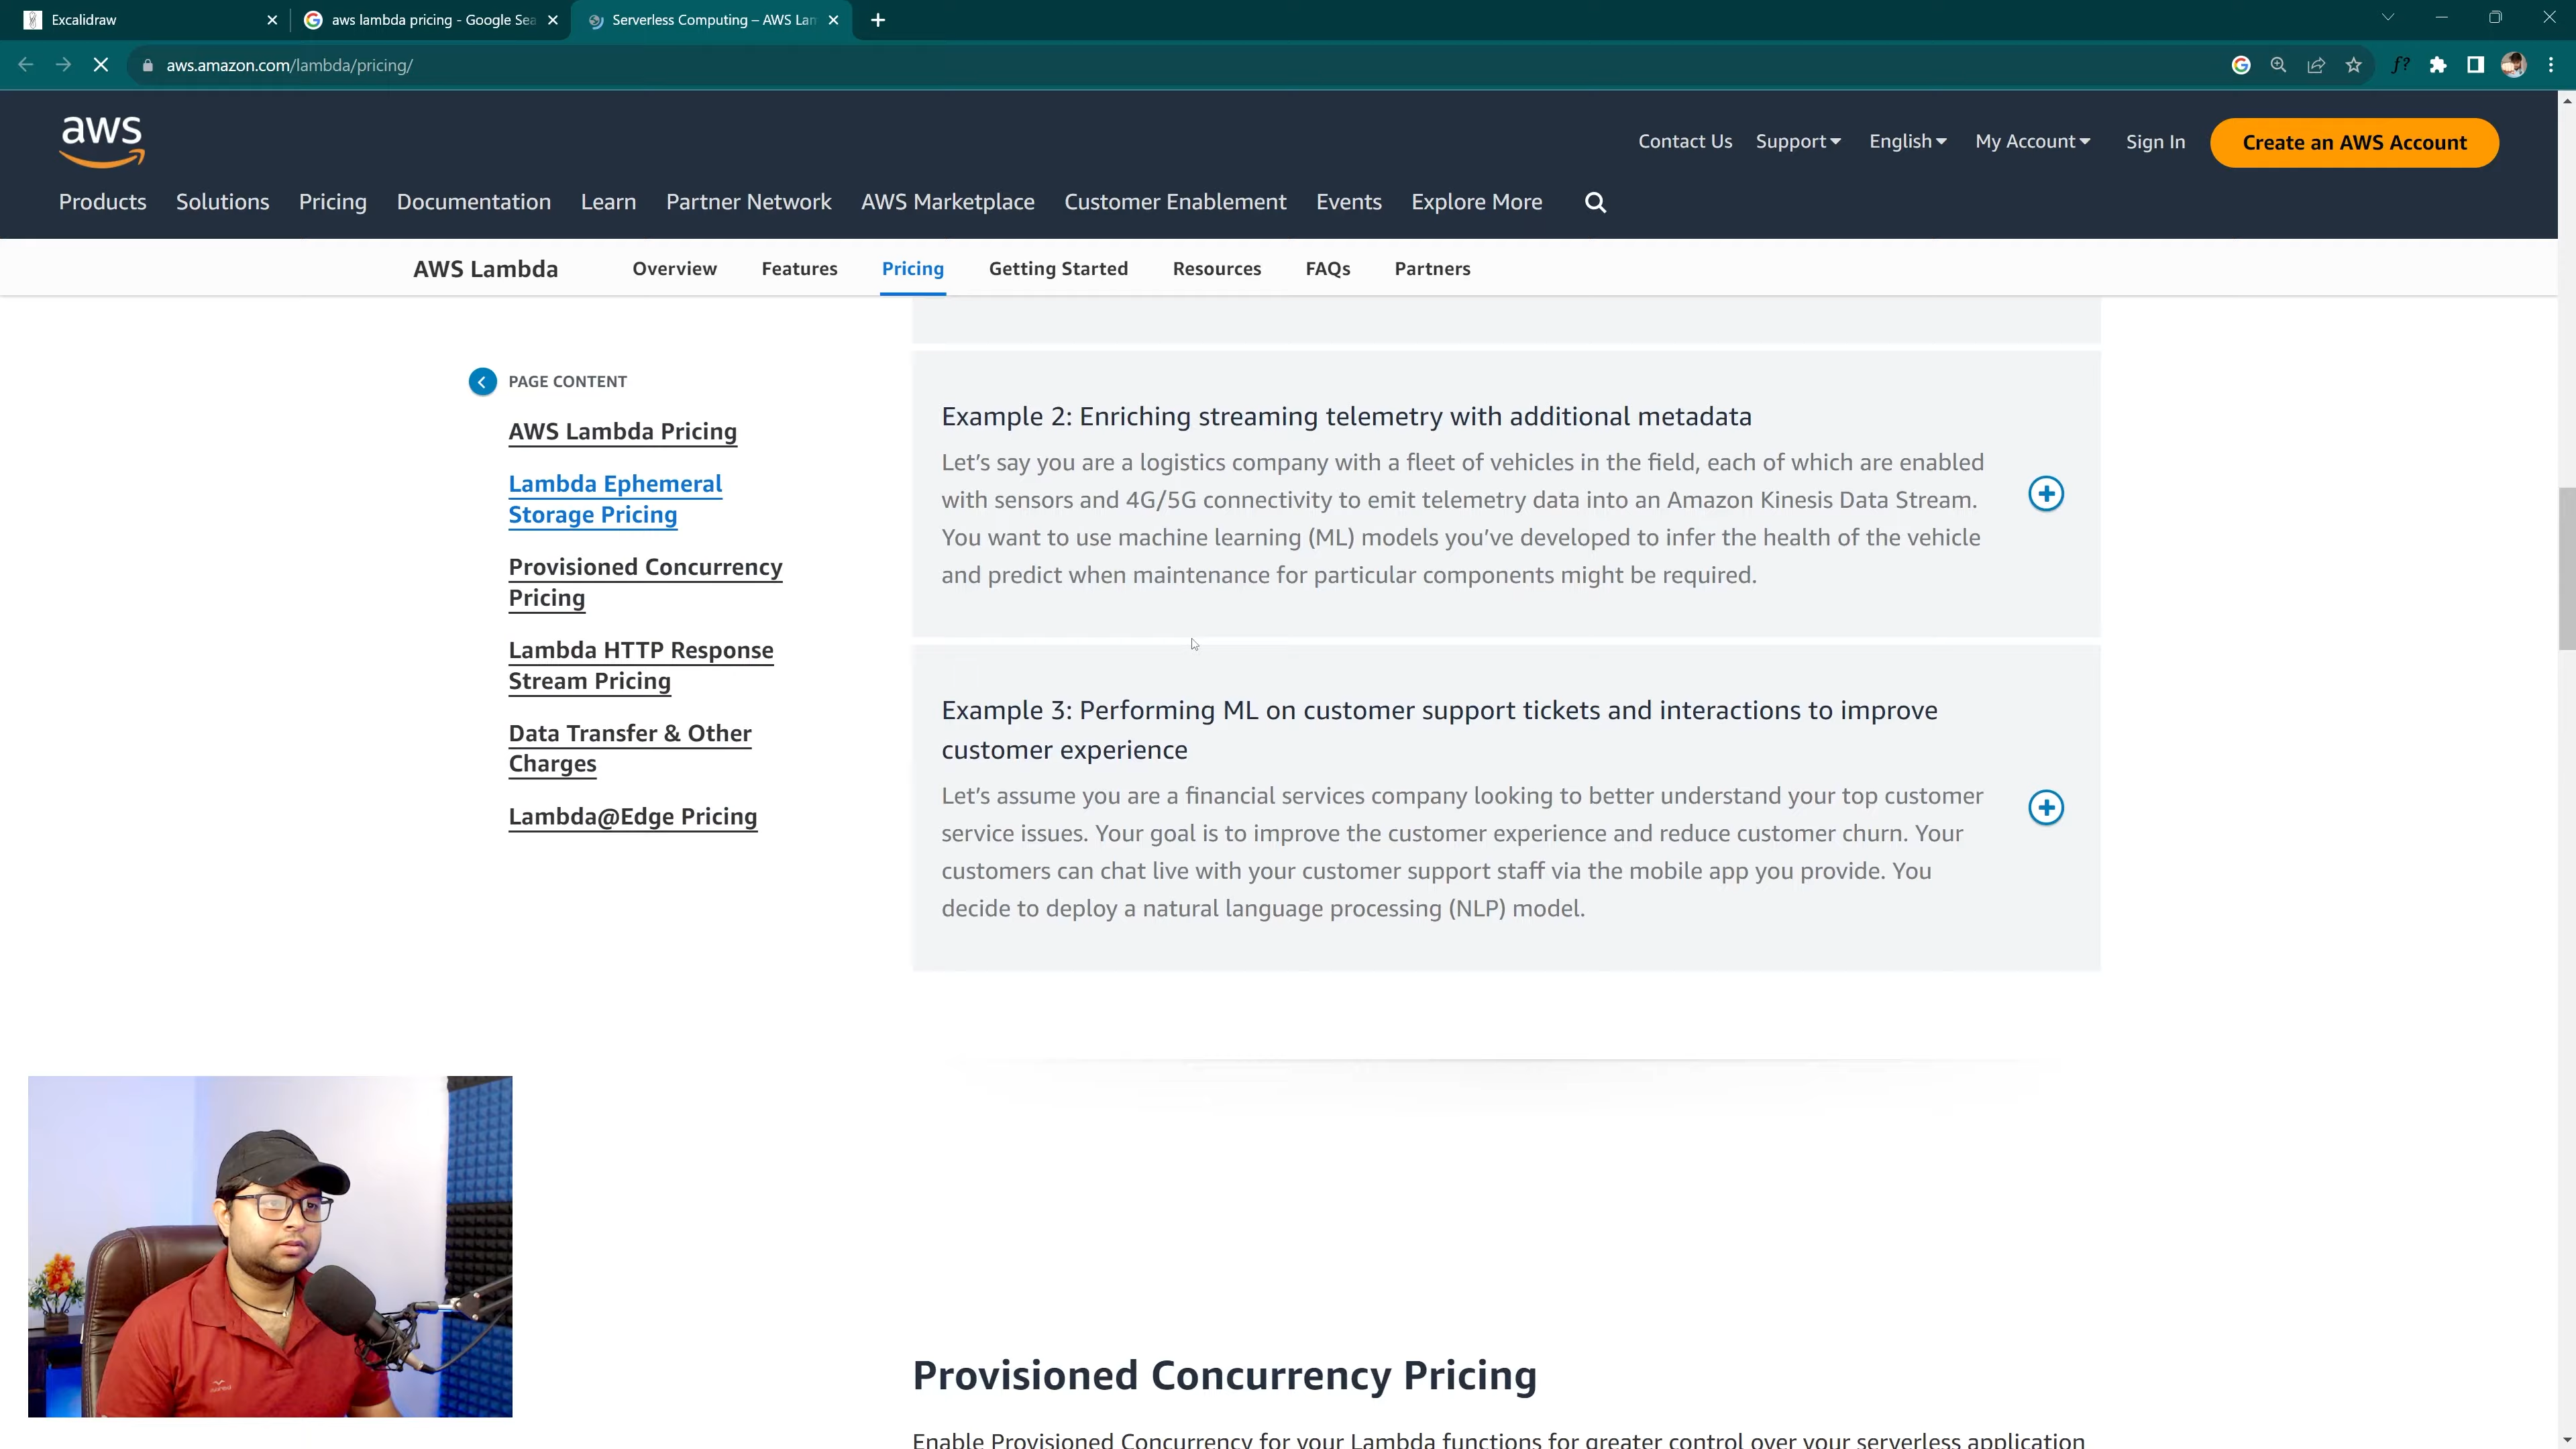 Excalidraw
aws lambda pricing - Google Sea
Serverless Computing – AWS Lam
aws.amazon.com/lambda/pricing/
f?
aws
Contact Us Support English My Account Sign In Create an AWS Account
Products Solutions Pricing Documentation Learn Partner Network AWS Marketplace Customer Enablement Events Explore More
AWS Lambda Overview Features Pricing Getting Started Resources FAQs Partners
PAGE CONTENT
AWS Lambda Pricing
Lambda Ephemeral
Storage Pricing
Provisioned Concurrency
Pricing
Lambda HTTP Response
Stream Pricing
Data Transfer & Other
Charges
Lambda@Edge Pricing
Example 2: Enriching streaming telemetry with additional metadata
Let’s say you are a logistics company with a fleet of vehicles in the field, each of which are enabled
with sensors and 4G/5G connectivity to emit telemetry data into an Amazon Kinesis Data Stream.
You want to use machine learning (ML) models you’ve developed to infer the health of the vehicle
and predict when maintenance for particular components might be required.
Example 3: Performing ML on customer support tickets and interactions to improve
customer experience
Let’s assume you are a financial services company looking to better understand your top customer
service issues. Your goal is to improve the customer experience and reduce customer churn. Your
customers can chat live with your customer support staff via the mobile app you provide. You
decide to deploy a natural language processing (NLP) model.
Provisioned Concurrency Pricing
Enable Provisioned Concurrency for your Lambda functions for greater control over your serverless application